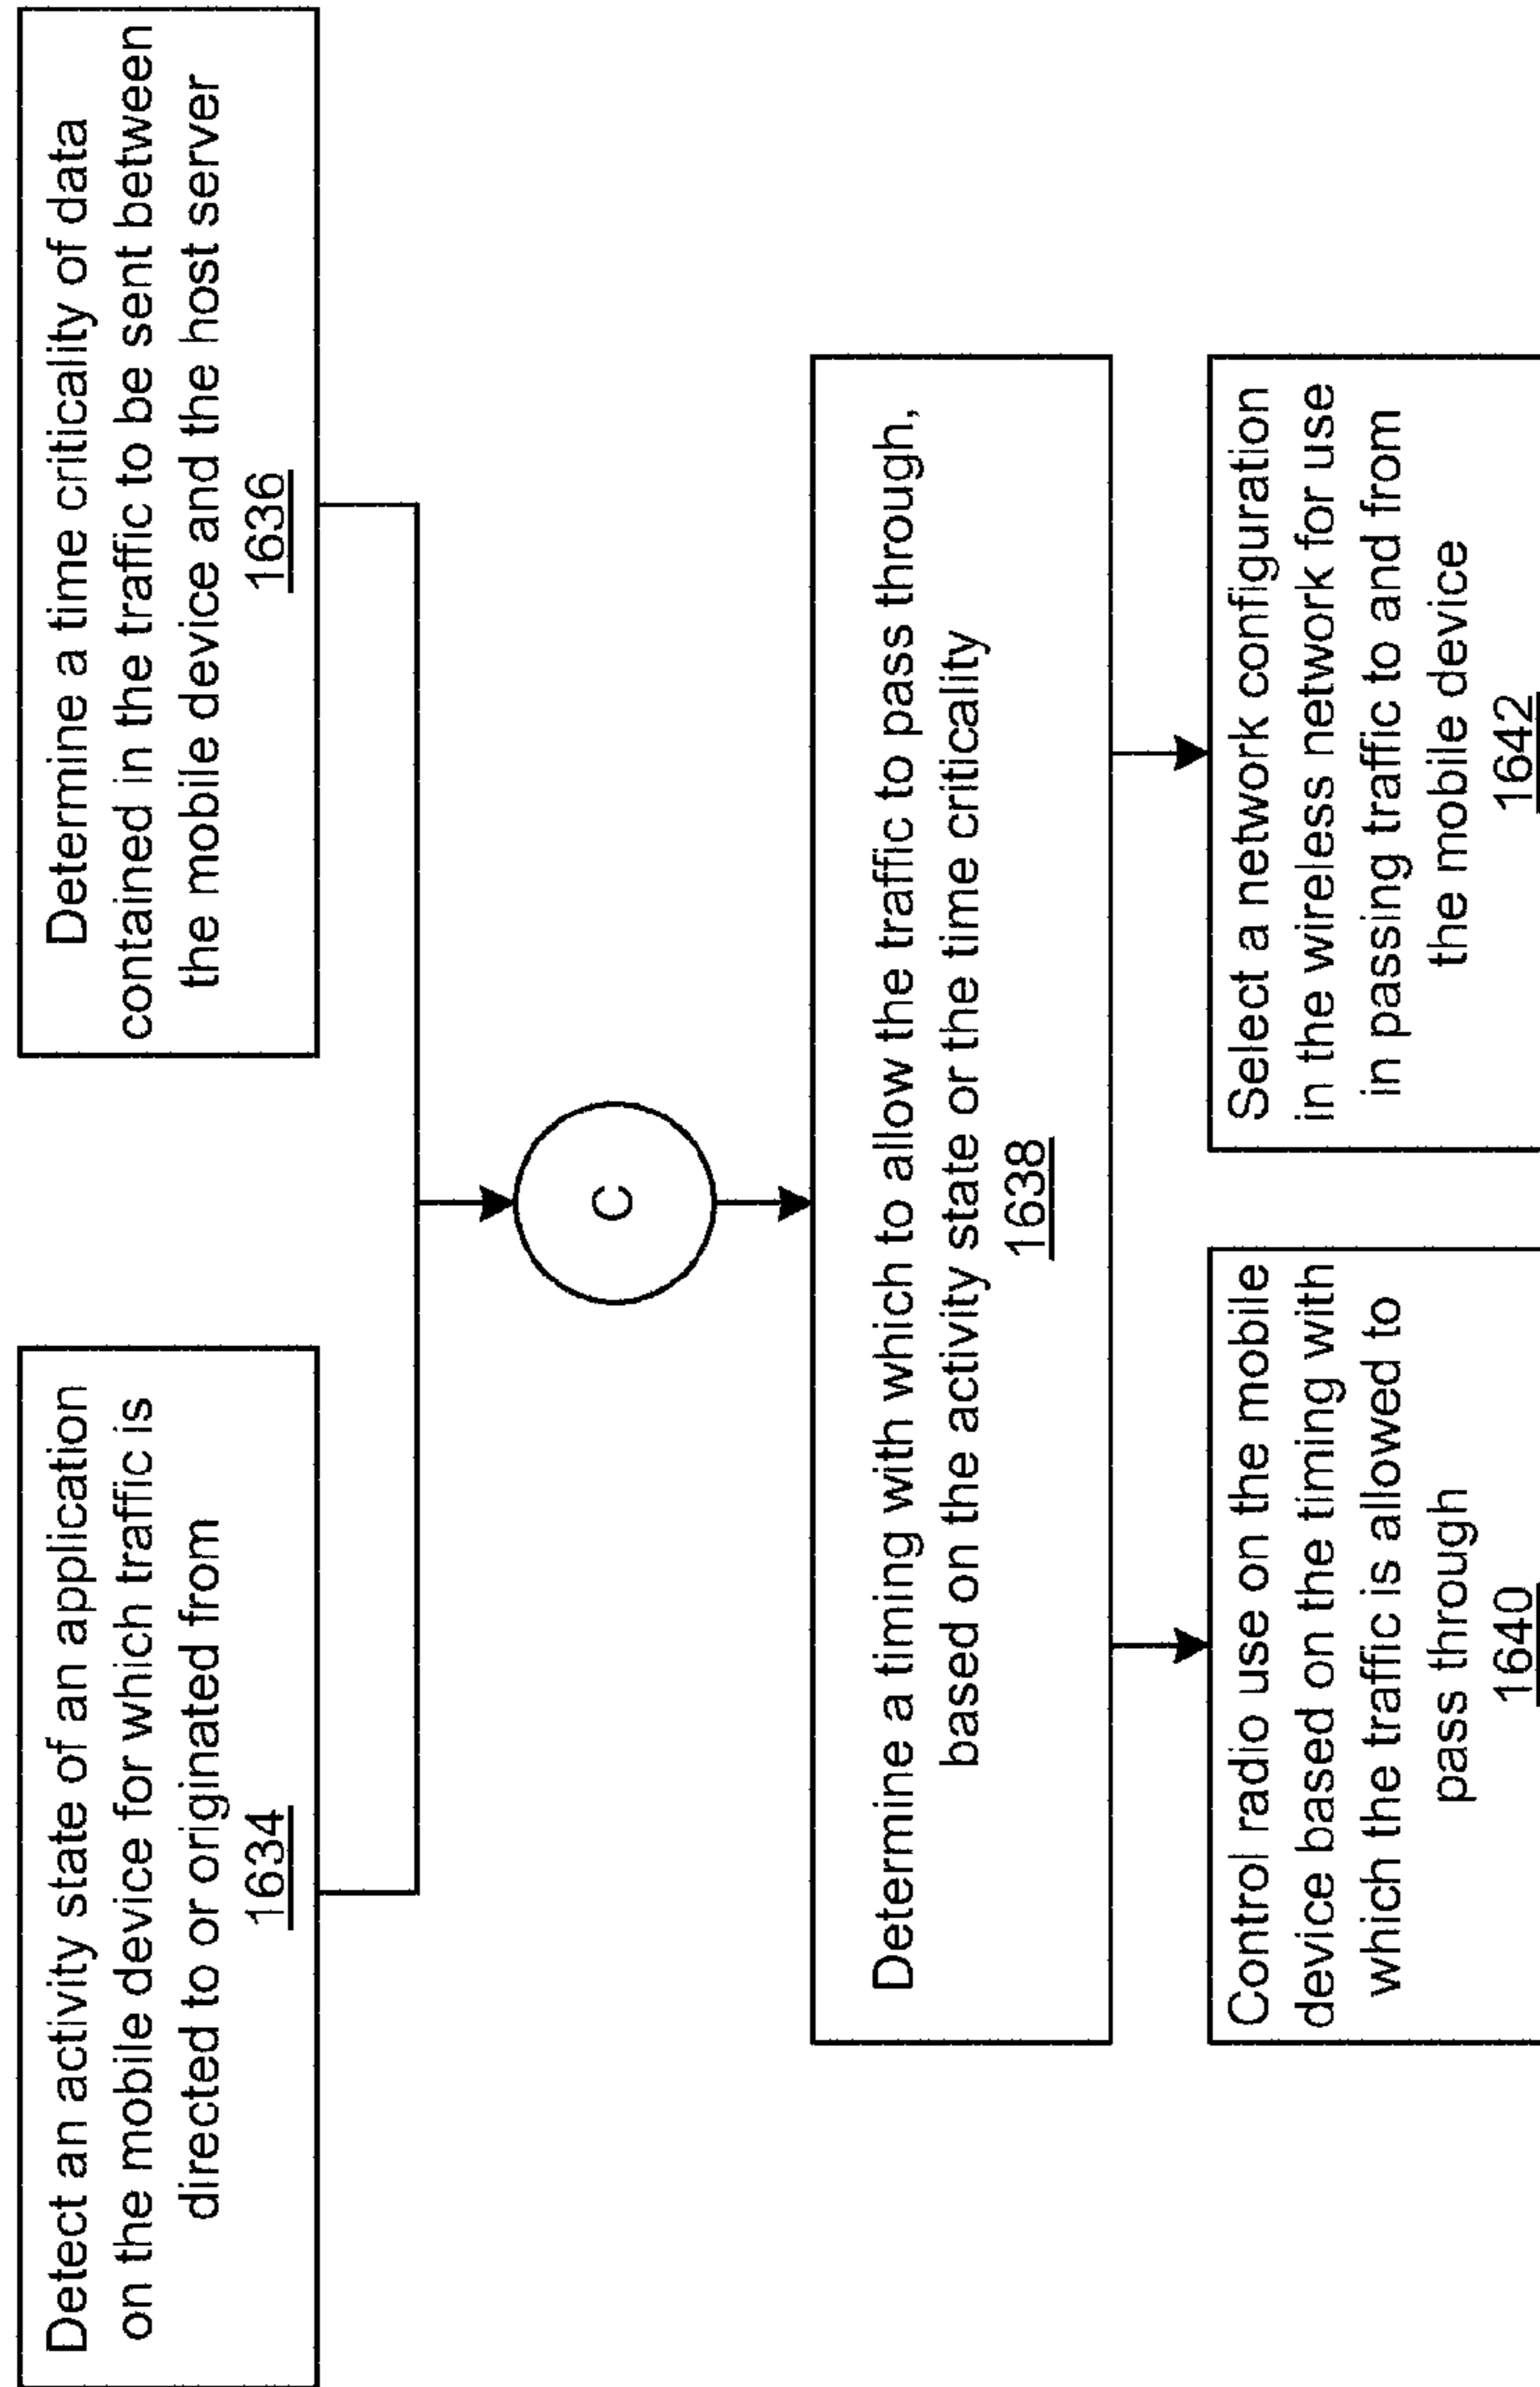 Detect an activity state of an application
on the mobile device for which traffic is
directed to or originated from
1634
Determine a time criticality of data
contained in the traffic to be sent between
the mobile device and the host server
1636
C
Determine a timing with which to allow the traffic to pass through,
based on the activity state or the time criticality
1638
Control radio use on the mobile
device based on the timing with
which the traffic is allowed to
pass through
1640
Select a network configuration
in the wireless network for use
in passing traffic to and from
the mobile device
1642